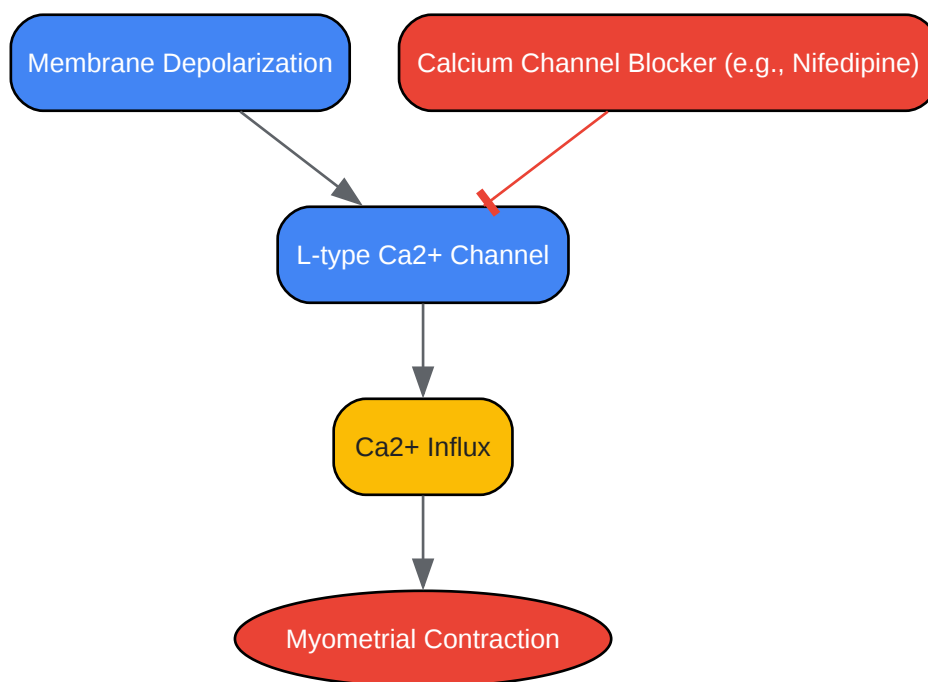 Membrane Depolarization
Calcium Channel Blocker (e.g., Nifedipine)
L-type Ca2+ Channel
Ca2+ Influx
Myometrial Contraction